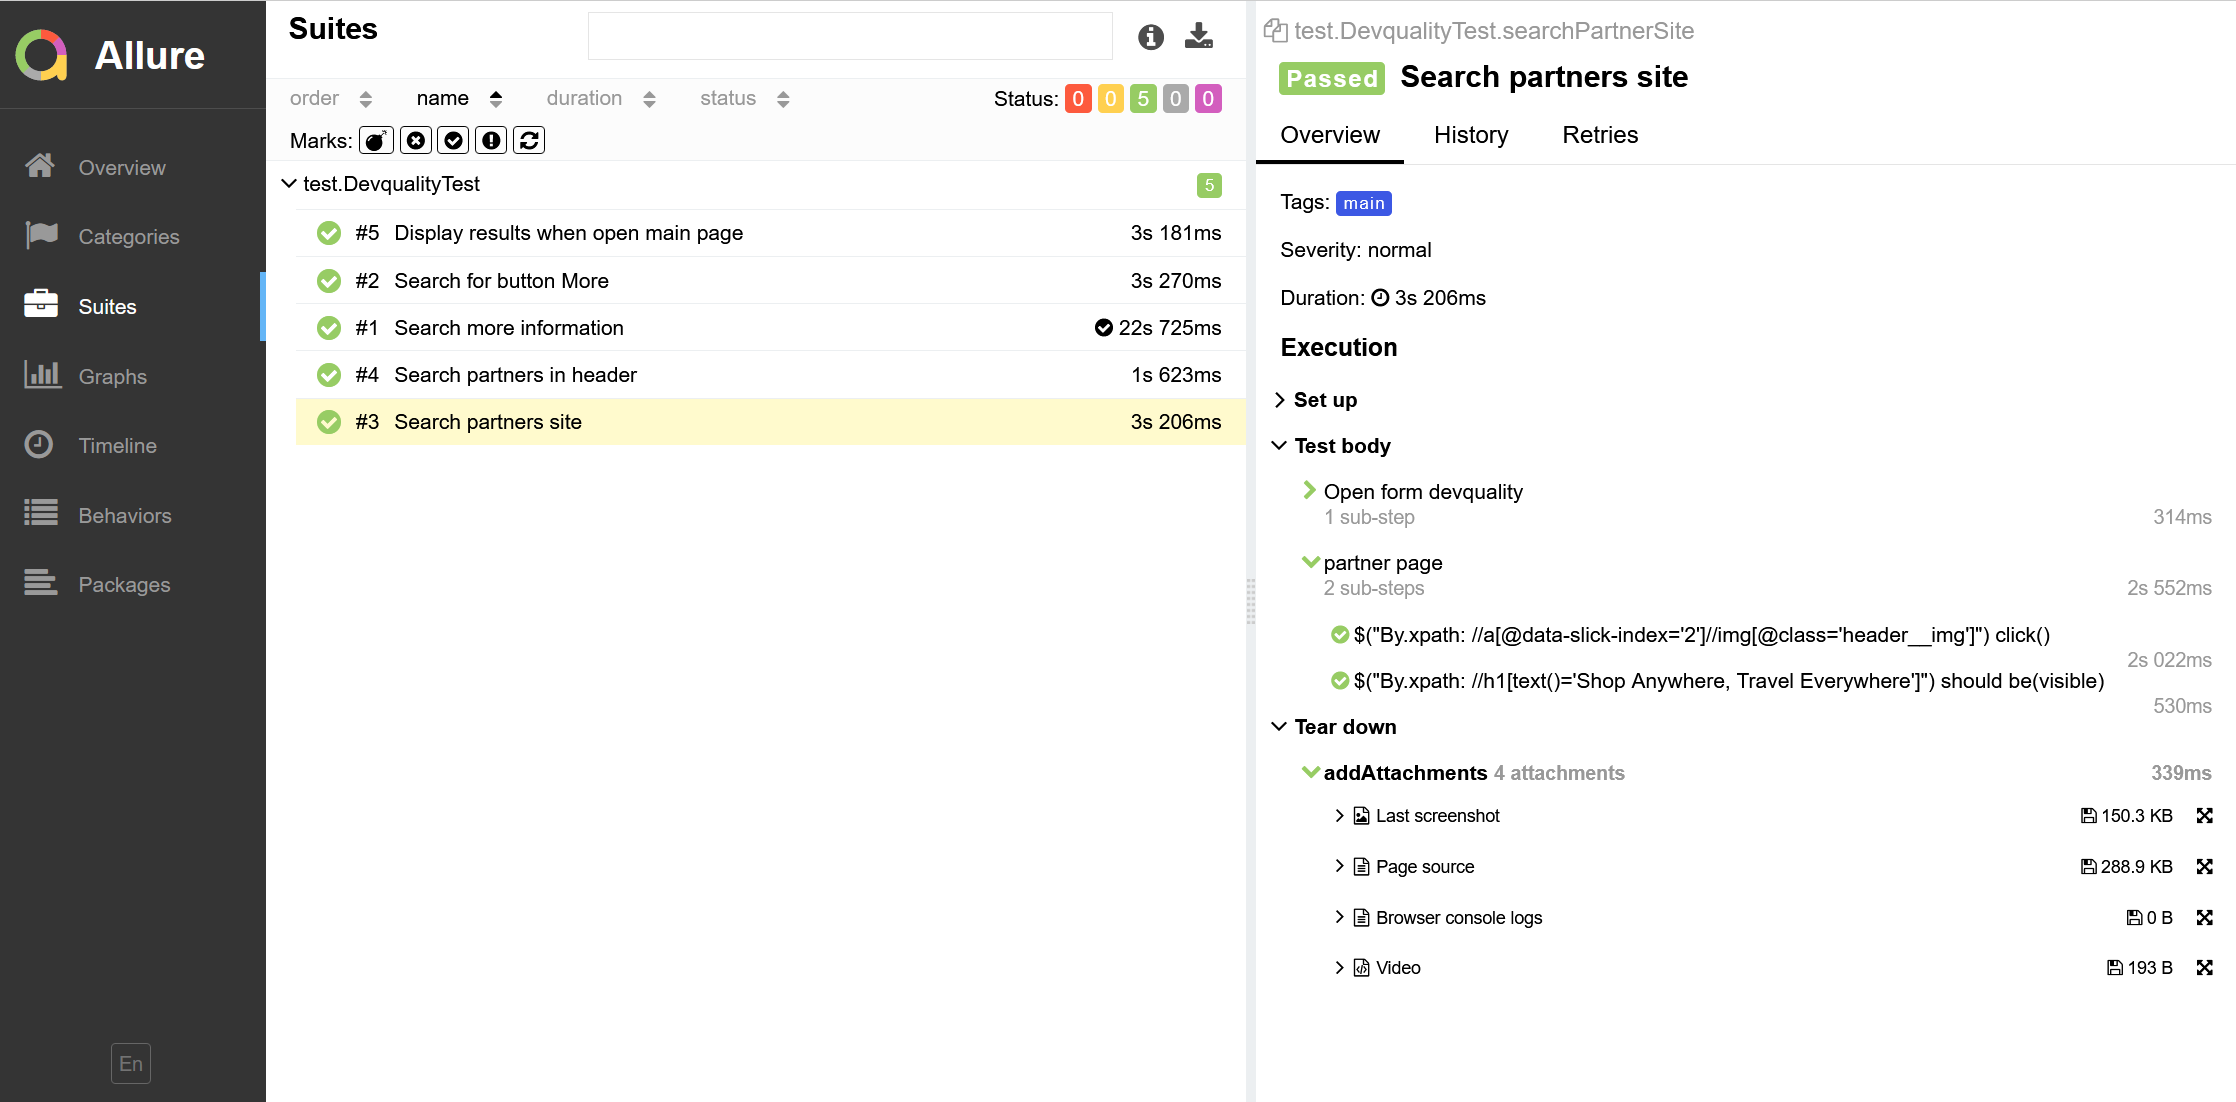 Allure
Overview
Categories
Suites
Graphs
Timeline
Behaviors
Packages
En
Suites
order name duration status Status: 0 0 5 0 0
Marks:
test.DevqualityTest 5
#5 Display results when open main page 3s 181ms
#2 Search for button More 3s 270ms
#1 Search more information 22s 725ms
#4 Search partners in header 1s 623ms
#3 Search partners site 3s 206ms
test.DevqualityTest.searchPartnerSite
Passed Search partners site
Overview History Retries
Tags: main
Severity: normal
Duration: 3s 206ms
Execution
Set up
Test body
Open form devquality
1 sub-step 314ms
partner page
2 sub-steps 2s 552ms
$("By.xpath: //a[@data-slick-index='2']//img[@class='header__img']") click()
2s 022ms
$("By.xpath: //h1[text()='Shop Anywhere, Travel Everywhere']") should be(visible)
530ms
Tear down
addAttachments 4 attachments 339ms
Last screenshot 150.3 KB
Page source 288.9 KB
Browser console logs 0 B
Video 193 B